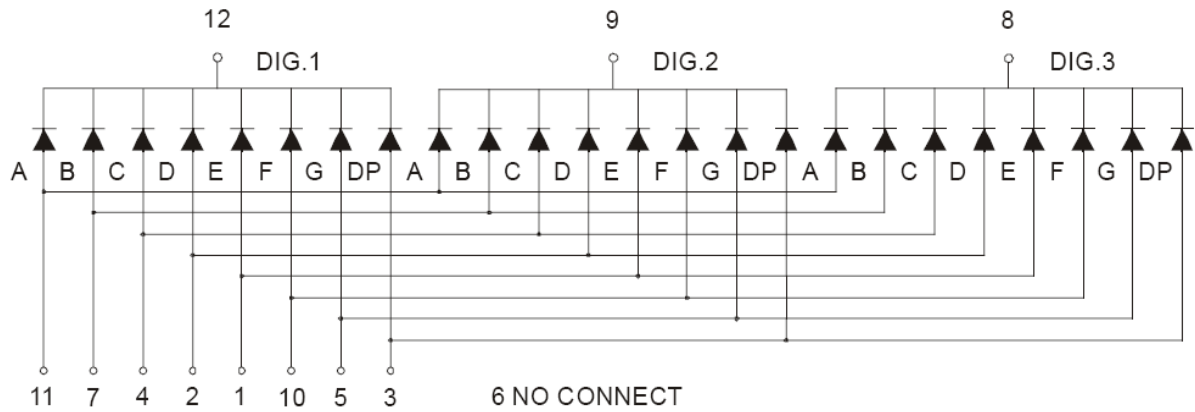 12 9 8
DIG.1 DIG.2 DIG.3
A B C D E F G DP A B C D E F G DP A B C D E F G DP
11 7 4 2 1 10 5 3 6 NO CONNECT